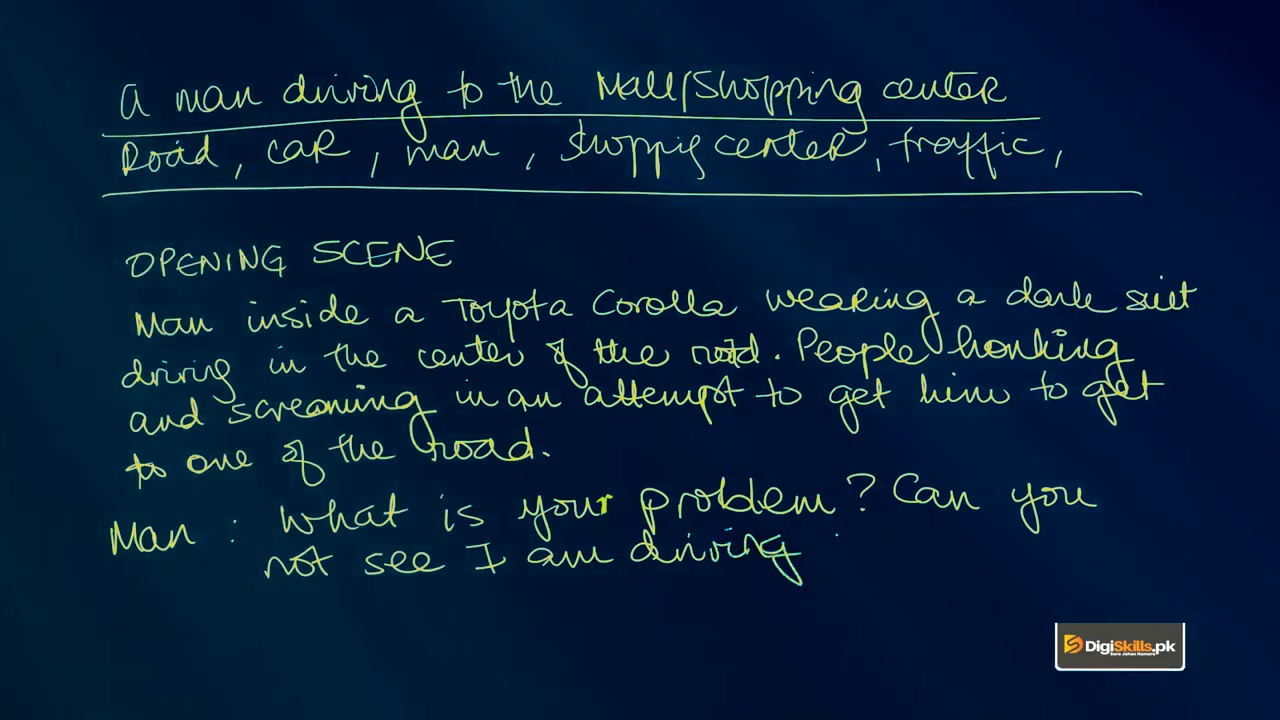 A man driving to the Mall/Shopping center
Road, car, man, Shoppig center, traffic,
OPENING SCENE
Man inside a Toyota Corolla wearing a dark suit
driving in the center of the road. People honking
and screaming in an attempt to get him to get
to one of the road.
Man : What is your problem? Can you
not see I am driving
DigiSkills.pk